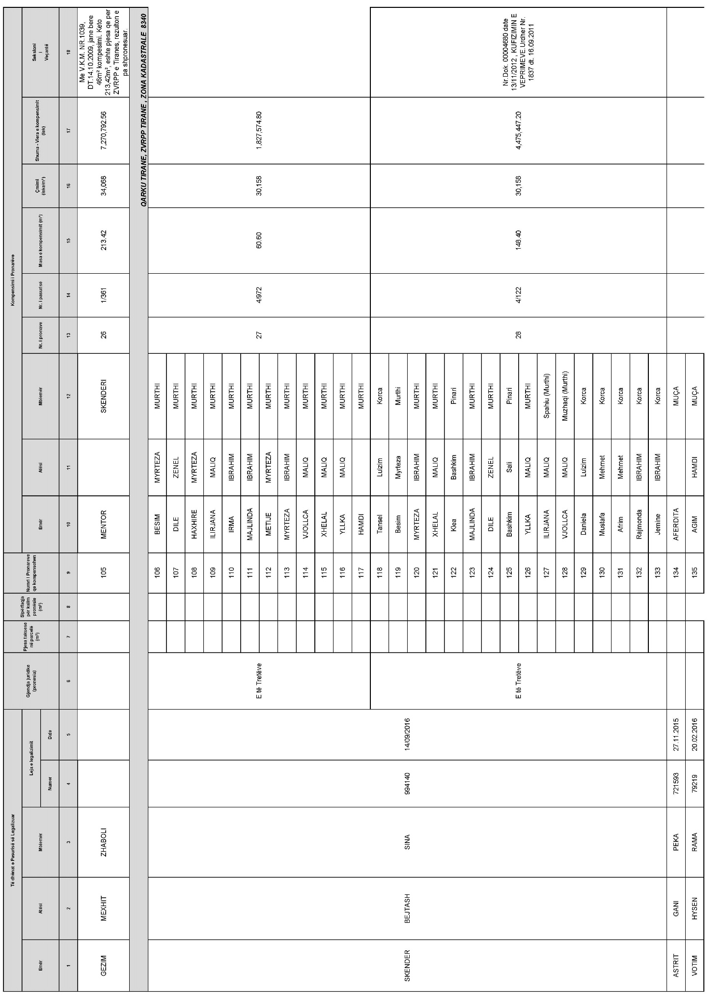 Të dhënat e Pasurisë së Legalizuar
Kompensimi i Pronarëve
Emër
Atësi
Mbiemër
Leja e legalizimit
Numer
Date
Gjendja juridike
(pronesia)
Pjesa takuese
në parcelë
(m²)
Sipërfaqja
për kalim
pronësie
(m²)
Numri i Pronareve
qe kompensohen
Emër
Atësi
Mbiemër
Nr. i pronave
Nr. i pasurisë
Masa e kompensimit (m²)
Çmimi
(leke/m²)
Shuma - Vlera e kompensimit
(lek)
Seksioni
i
Veçantë
1 2 3 4 5 6 7 8 9 10 11 12 13 14 15 16 17 18
GEZIM MEXHIT ZHABOLI 105 MENTOR SKENDERI 26 1/361 213.42 34,068 7,270,792.56
Me V.K.M. NR.1039,
DT.14.10.2009, jane bere
46m² kompesimi. Keto
213,42m², eshte pjesa qe per
ZVRPP e Tiranes, rezulton e
pa shpronesuar.
QARKU TIRANE, ZVRPP TIRANE , ZONA KADASTRALE 8340
SKENDER BEJTASH SINA 994140 14/09/2016
E të Tretëve
106 BESIM MYRTEZA MURTHI
107 DILE ZENEL MURTHI
108 HAXHIRE MYRTEZA MURTHI
109 ILIRJANA MALIQ MURTHI
110 IRMA IBRAHIM MURTHI
111 MAJLINDA IBRAHIM MURTHI
112 METIJE MYRTEZA MURTHI
113 MYRTEZA IBRAHIM MURTHI
114 VJOLLCA MALIQ MURTHI
115 XHELAL MALIQ MURTHI
116 YLLKA MALIQ MURTHI
117 HAMDI MURTHI
27 4/972 60.60 30,158 1,827,574.80
E të Tretëve
118 Tansel Lulzim Korca
119 Besim Myrteza Murthi
120 MYRTEZA IBRAHIM MURTHI
121 XHELAL MALIQ MURTHI
122 Klea Bashkim Pinari
123 MAJLINDA IBRAHIM MURTHI
124 DILE ZENEL MURTHI
125 Bashkim Sali Pinari
126 YLLKA MALIQ MURTHI
127 ILIRJANA MALIQ Spahiu (Murthi)
128 VJOLLCA MALIQ Muzhaqi (Murthi)
129 Daniela Lulzim Korca
130 Mustafa Mehmet Korca
131 Afrim Mehmet Korca
132 Rajmonda IBRAHIM Korca
133 Jemine IBRAHIM Korca
28 4/122 148.40 30,158 4,475,447.20
Nr.Dok. 00004680 date
13/11/2012 , KUFIZIMIN E
VEPRIMEVE.Urdher Nr.
1837 dt. 16.09.2011
ASTRIT GANI PEKA 721593 27.11.2015 134 AFERDITA MUÇA
VOTIM HYSEN RAMA 79219 20.02.2016 135 AGIM HAMDI MUÇA